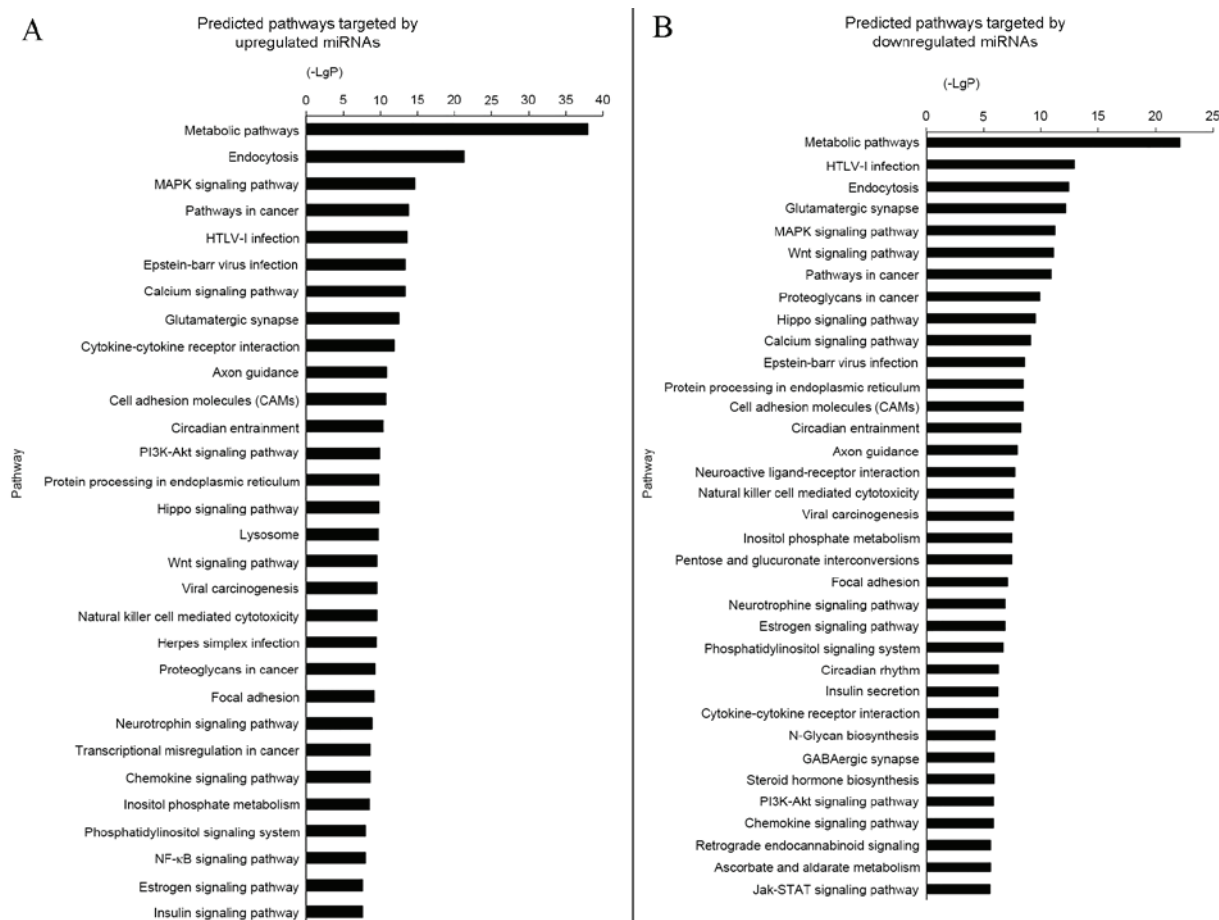 A
Predicted pathways targeted by
upregulated miRNAs
(-LgP)
0 5 10 15 20 25 30 35 40
Metabolic pathways
Endocytosis
MAPK signaling pathway
Pathways in cancer
HTLV-I infection
Epstein-barr virus infection
Calcium signaling pathway
Glutamatergic synapse
Cytokine-cytokine receptor interaction
Axon guidance
Cell adhesion molecules (CAMs)
Circadian entrainment
PI3K-Akt signaling pathway
Protein processing in endoplasmic reticulum
Hippo signaling pathway
Lysosome
Wnt signaling pathway
Viral carcinogenesis
Natural killer cell mediated cytotoxicity
Herpes simplex infection
Proteoglycans in cancer
Focal adhesion
Neurotrophin signaling pathway
Transcriptional misregulation in cancer
Chemokine signaling pathway
Inositol phosphate metabolism
Phosphatidylinositol signaling system
NF-κB signaling pathway
Estrogen signaling pathway
Insulin signaling pathway
Pathway
B
Predicted pathways targeted by
downregulated miRNAs
(-LgP)
0 5 10 15 20 25
Metabolic pathways
HTLV-I infection
Endocytosis
Glutamatergic synapse
MAPK signaling pathway
Wnt signaling pathway
Pathways in cancer
Proteoglycans in cancer
Hippo signaling pathway
Calcium signaling pathway
Epstein-barr virus infection
Protein processing in endoplasmic reticulum
Cell adhesion molecules (CAMs)
Circadian entrainment
Axon guidance
Neuroactive ligand-receptor interaction
Natural killer cell mediated cytotoxicity
Viral carcinogenesis
Inositol phosphate metabolism
Pentose and glucuronate interconversions
Focal adhesion
Neurotrophine signaling pathway
Estrogen signaling pathway
Phosphatidylinositol signaling system
Circadian rhythm
Insulin secretion
Cytokine-cytokine receptor interaction
N-Glycan biosynthesis
GABAergic synapse
Steroid hormone biosynthesis
PI3K-Akt signaling pathway
Chemokine signaling pathway
Retrograde endocannabinoid signaling
Ascorbate and aldarate metabolism
Jak-STAT signaling pathway
Pathway